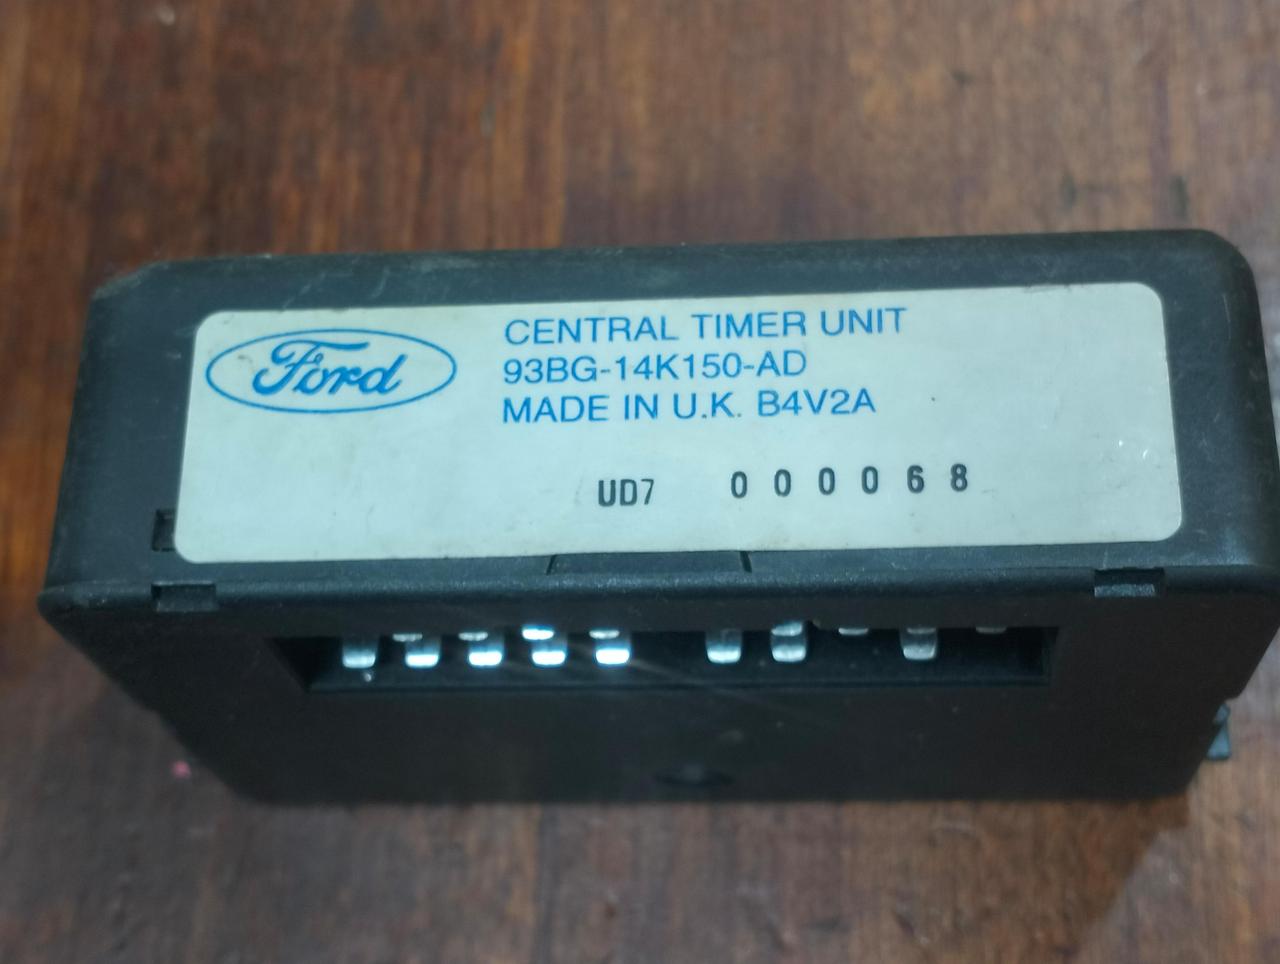 Ford
CENTRAL TIMER UNIT
93BG-14K150-AD
MADE IN U.K. B4V2A
UD7 000068